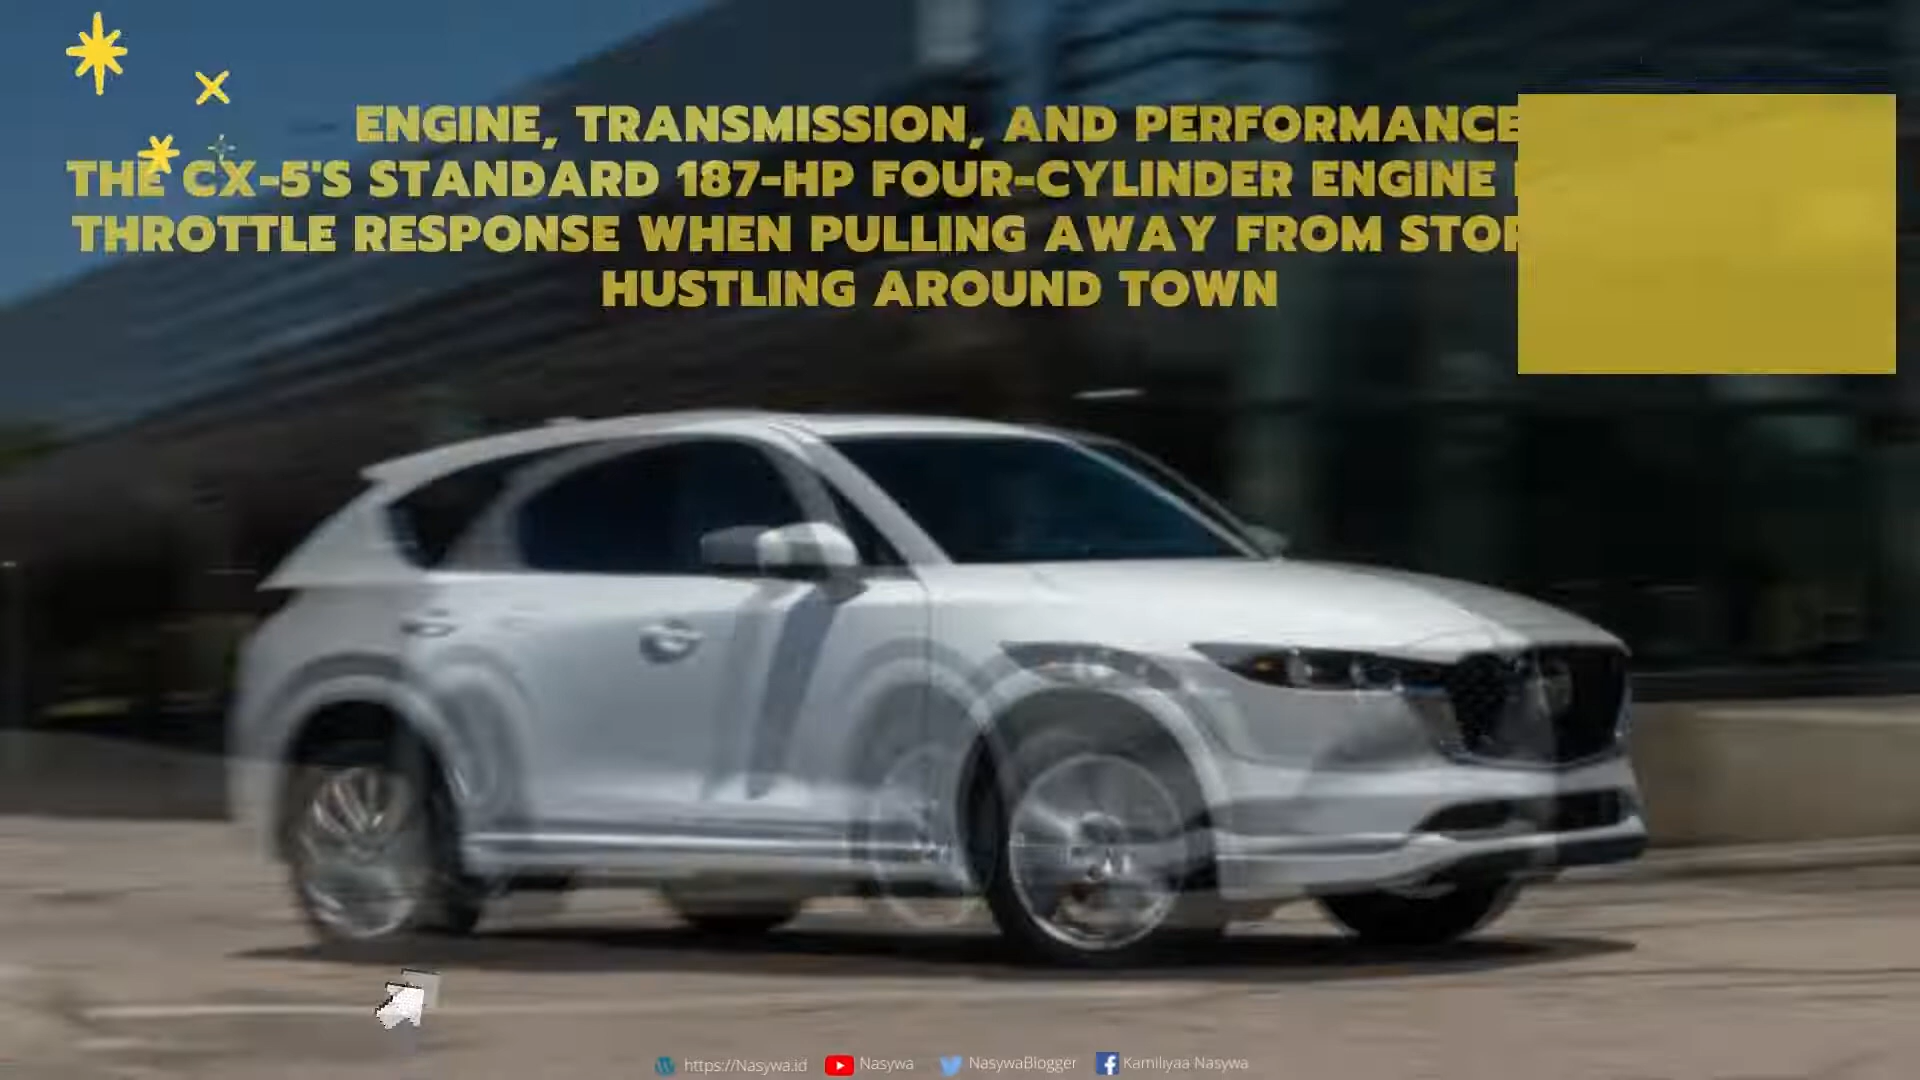 ENGINE, TRANSMISSION, AND PERFORMANCE
THE CX-5'S STANDARD 187-HP FOUR-CYLINDER ENGINE
THROTTLE RESPONSE WHEN PULLING AWAY FROM
HUSTLING AROUND TOWN
https://Nasywa.id Nasywa NasywaBlogger Kamiliyaa Nasywa